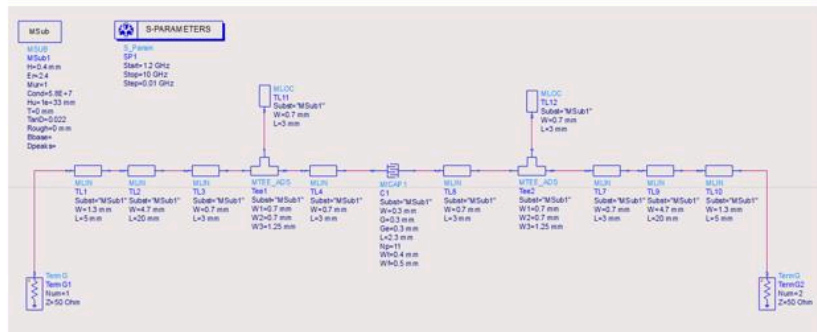 MSub
MSUB
MSub1
H=0.4 mm
Er=2.4
Mur=1
Cond=5.8E+7
Hu=1e+33 mm
T=0 mm
TanD=0.022
Rough=0 mm
Bbase=
Dpeaks=
S-PARAMETERS
S_Param
SP1
Start=1.2 GHz
Stop=10 GHz
Step=0.01 GHz
MLOC
TL11
Subst="MSub1"
W=0.7 mm
L=3 mm
MLOC
TL12
Subst="MSub1"
W=0.7 mm
L=3 mm
MLIN
TL1
Subst="MSub1"
W=1.3 mm
L=5 mm
MLIN
TL2
Subst="MSub1"
W=4.7 mm
L=20 mm
MLIN
TL3
Subst="MSub1"
W=0.7 mm
L=3 mm
MTEE_ADS
Tee1
Subst="MSub1"
W1=0.7 mm
W2=0.7 mm
W3=1.25 mm
MLIN
TL4
Subst="MSub1"
W=0.7 mm
L=3 mm
MICAP1
C1
Subst="MSub1"
W=0.3 mm
G=0.3 mm
Ge=0.3 mm
L=2.3 mm
Np=11
Wt=0.4 mm
Wf=0.5 mm
MLIN
Subst="MSub1"
W=0.7 mm
L=3 mm
MTEE_ADS
Tee2
Subst="MSub1"
W1=0.7 mm
W2=0.7 mm
W3=1.25 mm
MLIN
TL7
Subst="MSub1"
W=0.7 mm
L=3 mm
MLIN
TL9
Subst="MSub1"
W=4.7 mm
L=20 mm
MLIN
TL10
Subst="MSub1"
W=1.3 mm
L=5 mm
TermG
TermG1
Num=1
Z=50 Ohm
TermG
TermG2
Num=2
Z=50 Ohm